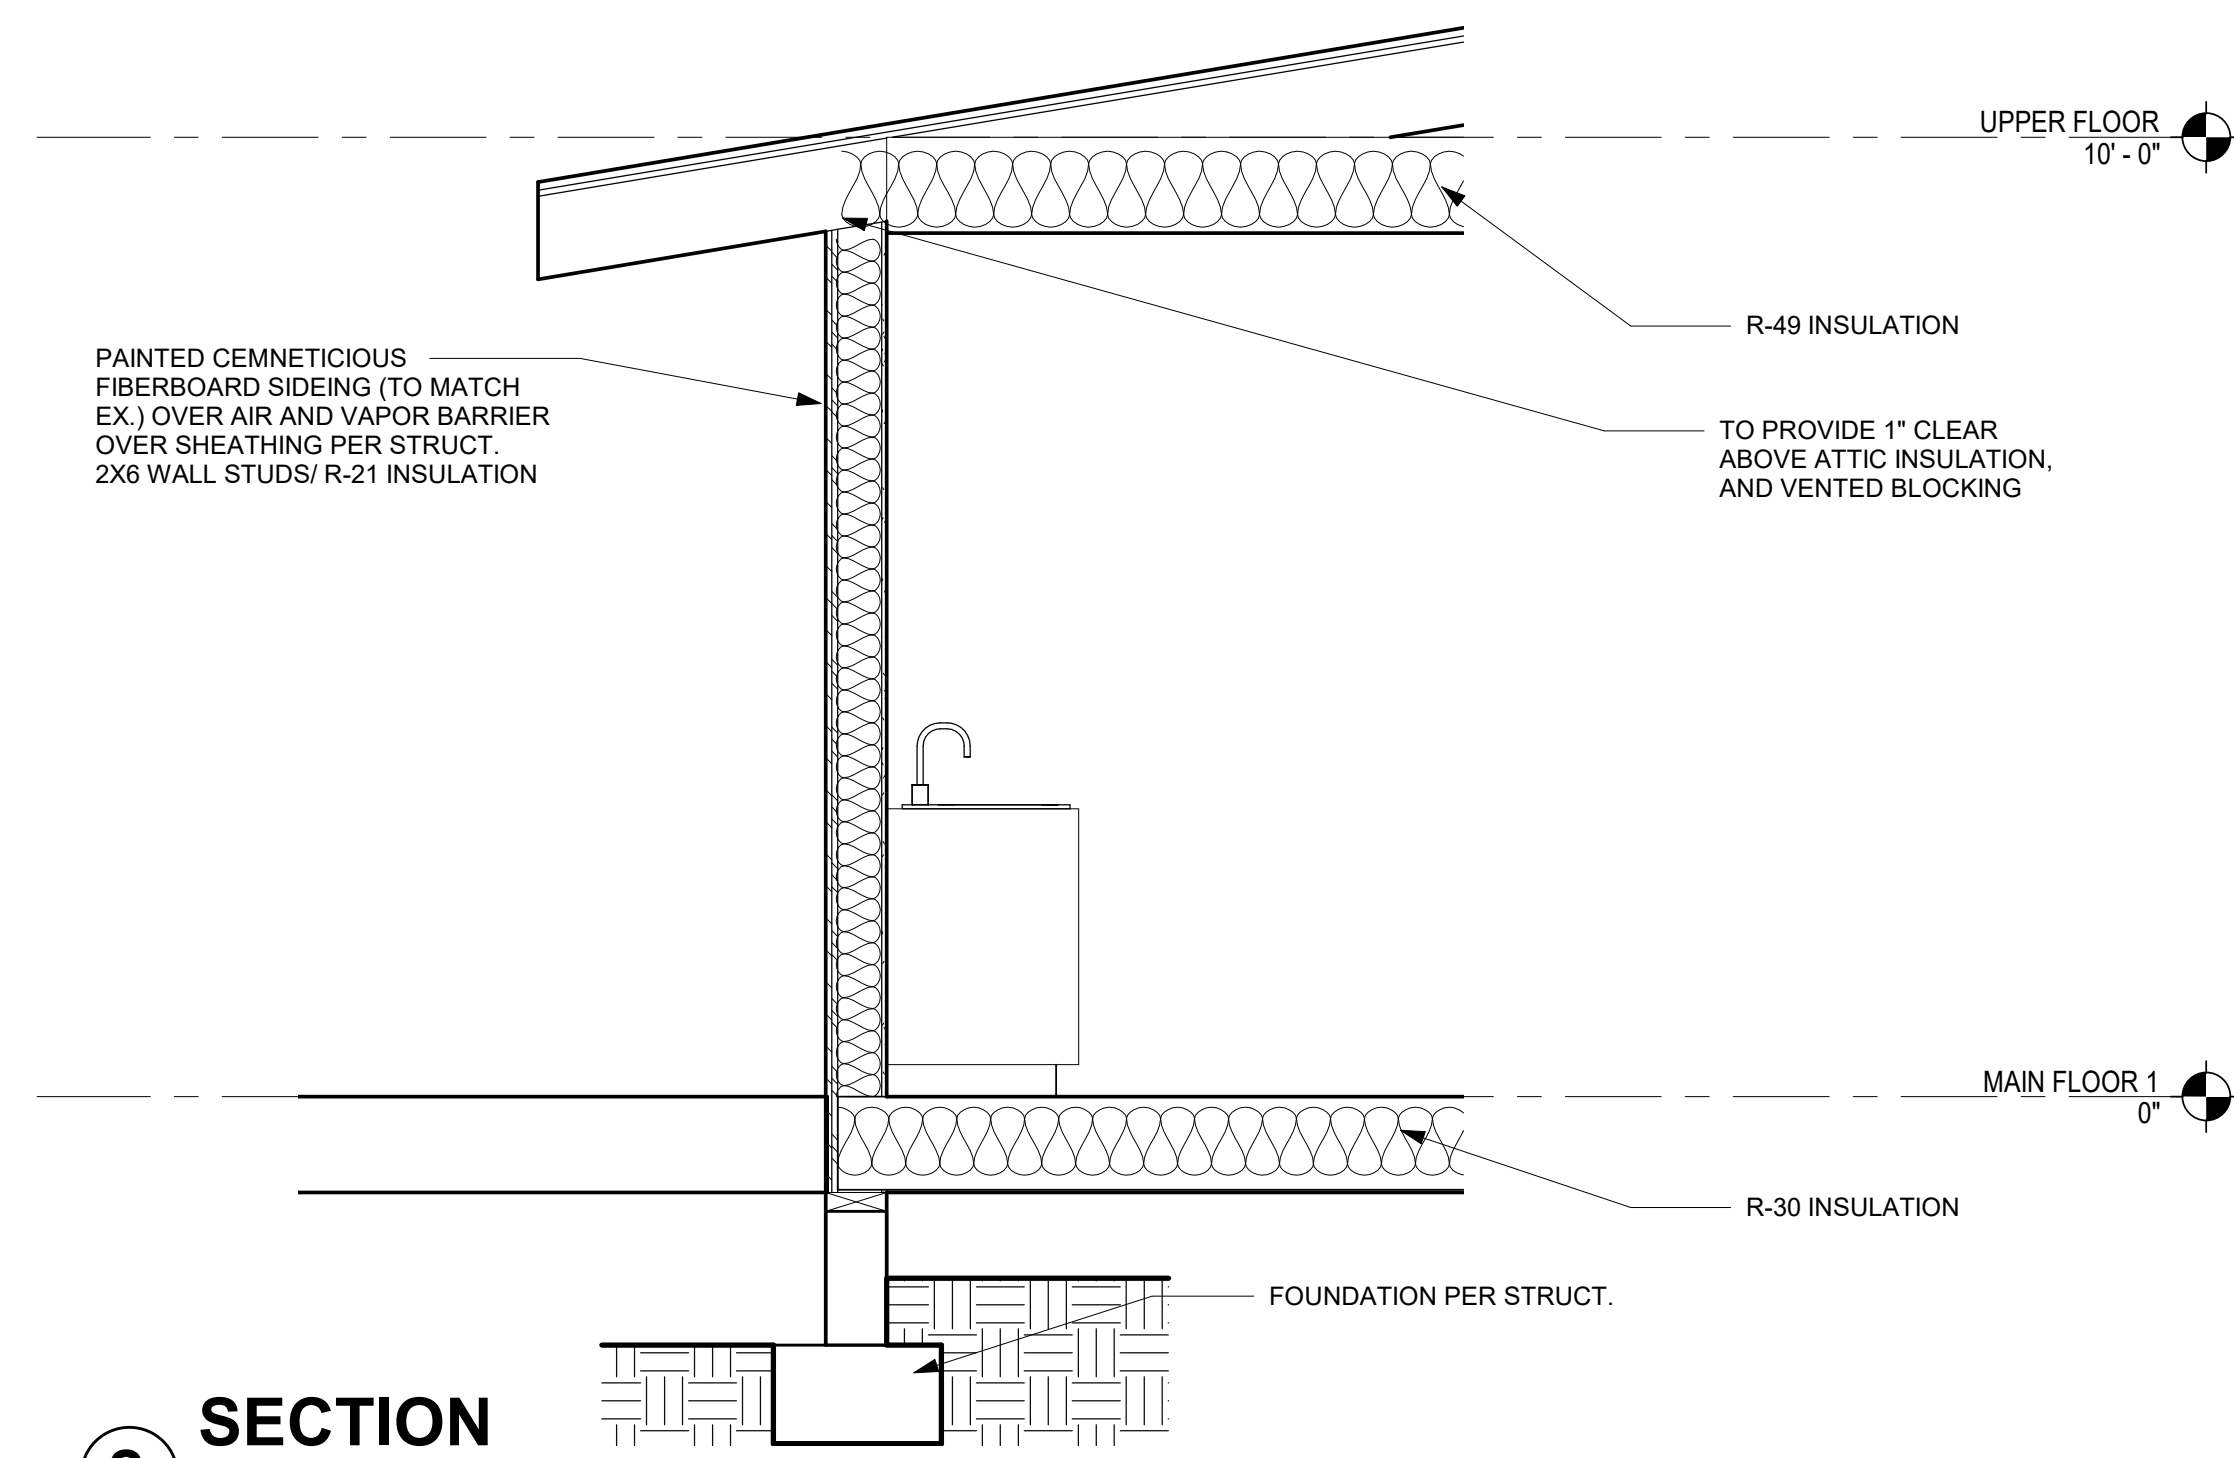 UPPER FLOOR
10' - 0"
R-49 INSULATION
PAINTED CEMNETICIOUS
FIBERBOARD SIDEING (TO MATCH
EX.) OVER AIR AND VAPOR BARRIER
OVER SHEATHING PER STRUCT.
2X6 WALL STUDS/ R-21 INSULATION
TO PROVIDE 1" CLEAR
ABOVE ATTIC INSULATION,
AND VENTED BLOCKING
MAIN FLOOR 1
0"
R-30 INSULATION
FOUNDATION PER STRUCT.
SECTION